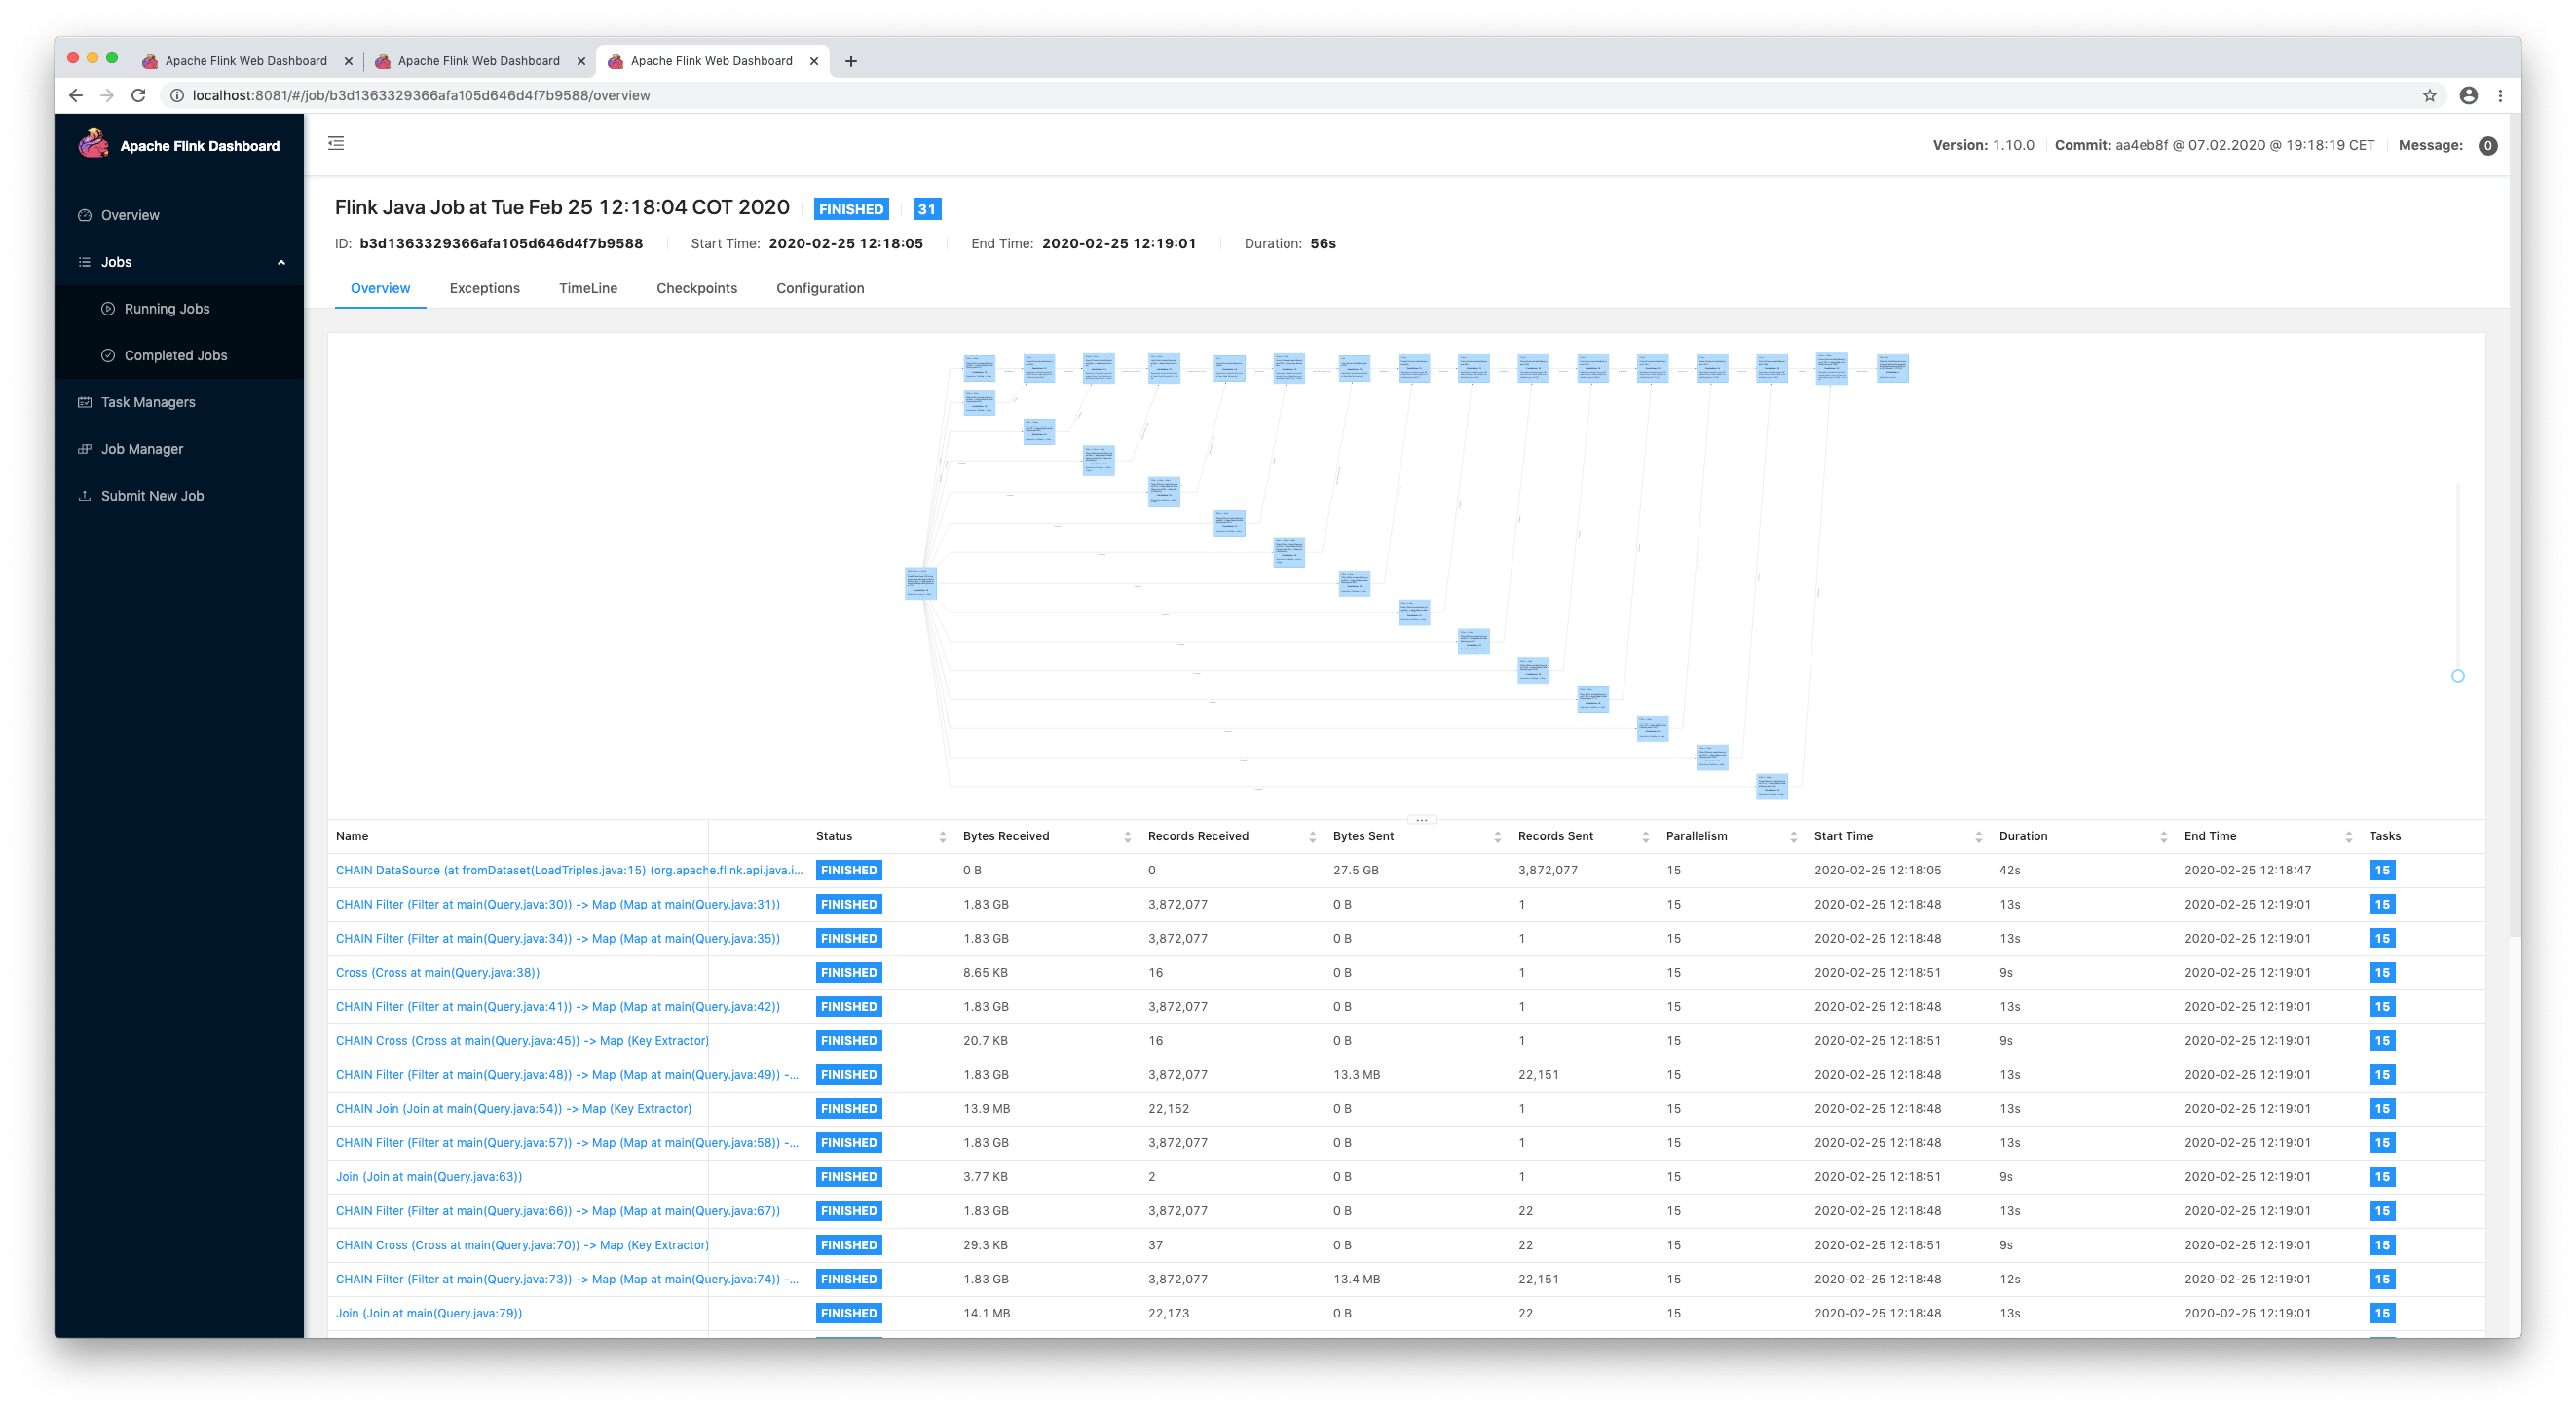 Apache Flink Web Dashboard
Apache Flink Web Dashboard
Apache Flink Web Dashboard
localhost:8081/#/job/b3d1363329366afa105d646d4f7b9588/overview
Apache Flink Dashboard
Version: 1.10.0 Commit: aa4eb8f @ 07.02.2020 @ 19:18:19 CET Message: 0
Overview
Jobs
Running Jobs
Completed Jobs
Task Managers
Job Manager
Submit New Job
Flink Java Job at Tue Feb 25 12:18:04 COT 2020 FINISHED 31
ID: b3d1363329366afa105d646d4f7b9588 Start Time: 2020-02-25 12:18:05 End Time: 2020-02-25 12:19:01 Duration: 56s
Overview Exceptions TimeLine Checkpoints Configuration
Name Status Bytes Received Records Received Bytes Sent Records Sent Parallelism Start Time Duration End Time Tasks
CHAIN DataSource (at fromDataset(LoadTriples.java:15) (org.apache.flink.api.java.i... FINISHED 0 B 0 27.5 GB 3,872,077 15 2020-02-25 12:18:05 42s 2020-02-25 12:18:47 15
CHAIN Filter (Filter at main(Query.java:30)) -> Map (Map at main(Query.java:31)) FINISHED 1.83 GB 3,872,077 0 B 1 15 2020-02-25 12:18:48 13s 2020-02-25 12:19:01 15
CHAIN Filter (Filter at main(Query.java:34)) -> Map (Map at main(Query.java:35)) FINISHED 1.83 GB 3,872,077 0 B 1 15 2020-02-25 12:18:48 13s 2020-02-25 12:19:01 15
Cross (Cross at main(Query.java:38)) FINISHED 8.65 KB 16 0 B 1 15 2020-02-25 12:18:51 9s 2020-02-25 12:19:01 15
CHAIN Filter (Filter at main(Query.java:41)) -> Map (Map at main(Query.java:42)) FINISHED 1.83 GB 3,872,077 0 B 1 15 2020-02-25 12:18:48 13s 2020-02-25 12:19:01 15
CHAIN Cross (Cross at main(Query.java:45)) -> Map (Key Extractor) FINISHED 20.7 KB 16 0 B 1 15 2020-02-25 12:18:51 9s 2020-02-25 12:19:01 15
CHAIN Filter (Filter at main(Query.java:48)) -> Map (Map at main(Query.java:49)) -... FINISHED 1.83 GB 3,872,077 13.3 MB 22,151 15 2020-02-25 12:18:48 13s 2020-02-25 12:19:01 15
CHAIN Join (Join at main(Query.java:54)) -> Map (Key Extractor) FINISHED 13.9 MB 22,152 0 B 1 15 2020-02-25 12:18:48 13s 2020-02-25 12:19:01 15
CHAIN Filter (Filter at main(Query.java:57)) -> Map (Map at main(Query.java:58)) -... FINISHED 1.83 GB 3,872,077 0 B 1 15 2020-02-25 12:18:48 13s 2020-02-25 12:19:01 15
Join (Join at main(Query.java:63)) FINISHED 3.77 KB 2 0 B 1 15 2020-02-25 12:18:51 9s 2020-02-25 12:19:01 15
CHAIN Filter (Filter at main(Query.java:66)) -> Map (Map at main(Query.java:67)) FINISHED 1.83 GB 3,872,077 0 B 22 15 2020-02-25 12:18:48 13s 2020-02-25 12:19:01 15
CHAIN Cross (Cross at main(Query.java:70)) -> Map (Key Extractor) FINISHED 29.3 KB 37 0 B 22 15 2020-02-25 12:18:51 9s 2020-02-25 12:19:01 15
CHAIN Filter (Filter at main(Query.java:73)) -> Map (Map at main(Query.java:74)) -... FINISHED 1.83 GB 3,872,077 13.4 MB 22,151 15 2020-02-25 12:18:48 12s 2020-02-25 12:19:01 15
Join (Join at main(Query.java:79)) FINISHED 14.1 MB 22,173 0 B 22 15 2020-02-25 12:18:48 13s 2020-02-25 12:19:01 15